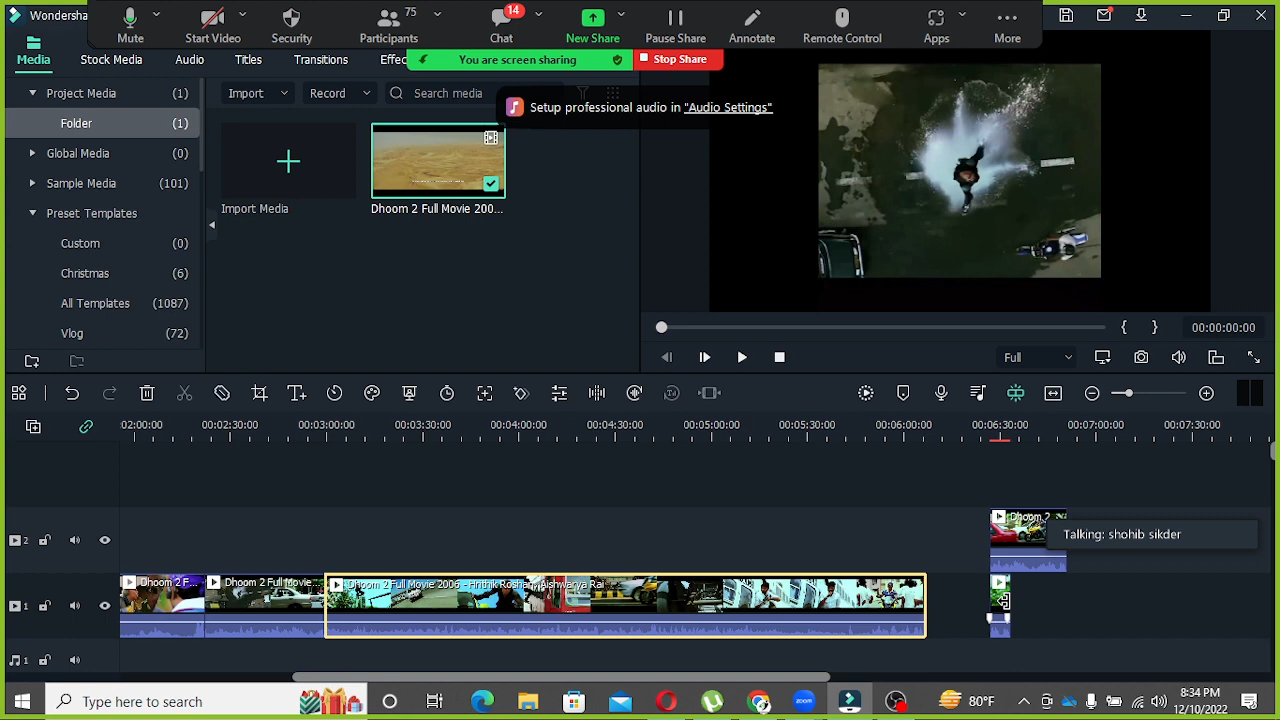 Wondersha
Mute
Start Video
Security
Participants
75
Chat
14
New Share
Pause Share
Annotate
Remote Control
Apps
More
You are screen sharing
Stop Share
Media
Stock Media
Audio
Titles
Transitions
Effec
Project Media (1)
Folder (1)
Global Media (0)
Sample Media (101)
Preset Templates
Custom (0)
Christmas (6)
All Templates (1087)
Vlog (72)
Import
Record
Search media
Setup professional audio in "Audio Settings"
Import Media
Dhoom 2 Full Movie 200...
{ } 00:00:00:00
Full
02:00:00 00:02:30:00 00:03:00:00 00:03:30:00 00:04:00:00 00:04:30:00 00:05:00:00 00:05:30:00 00:06:00:00 00:06:30:00 00:07:00:00 00:07:30:00
2
Dhoom 2
Talking: shohib sikder
1
Dhoom 2 F...
Dhoom 2 Full Movie
Dhoom 2 Full Movie 2006 - Hrithik Roshan, Aishwarya Rai
1
Type here to search
zoom
80°F
8:34 PM
12/10/2022